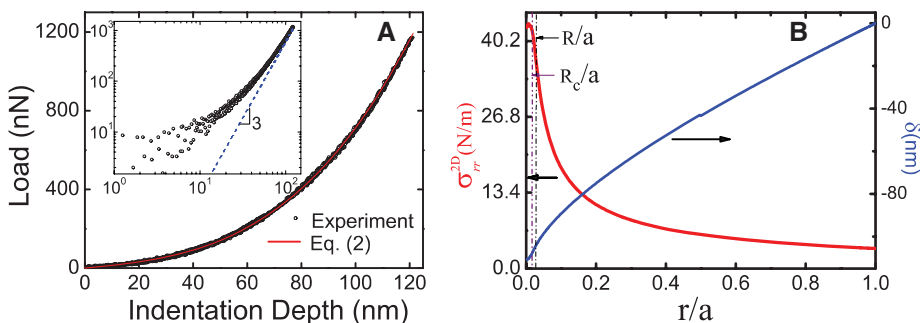 A
1200
800
400
0
Load (nN)
0 20 40 60 80 100 120
Indentation Depth (nm)
10³
10²
10¹
10⁰ 10¹ 10²
3
Experiment
Eq. (2)
B
R/a
R_c/a
40.2
26.8
13.4
0.0
σ_rr^2D (N/m)
0
-40
-80
δ(nm)
0.0 0.2 0.4 0.6 0.8 1.0
r/a